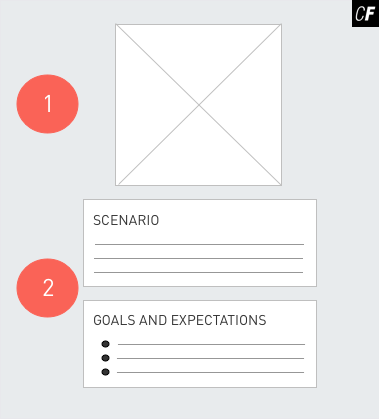 CF
1
SCENARIO
2
GOALS AND EXPECTATIONS